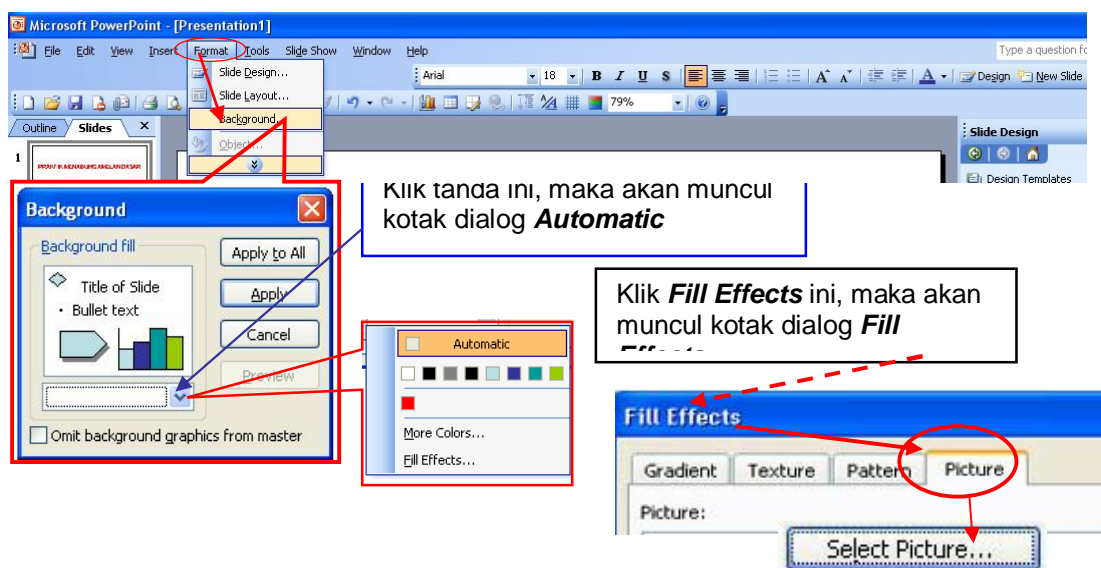 Microsoft PowerPoint - [Presentation1]
File Edit View Insert Format Tools Slide Show Window Help
Type a question fo
Slide Design...
Arial 18 B I U S Design New Slide
Slide Layout...
79%
Background...
Outline Slides ×
Object...
Slide Design
1
Design Templates
Klik tanda ini, maka akan muncul
kotak dialog Automatic
Background
Background fill
Apply to All
Title of Slide
• Bullet text
Apply
Cancel
Preview
Omit background graphics from master
Automatic
More Colors...
Fill Effects...
Klik Fill Effects ini, maka akan
muncul kotak dialog Fill
Effects
Fill Effects
Gradient Texture Pattern Picture
Picture:
Select Picture...